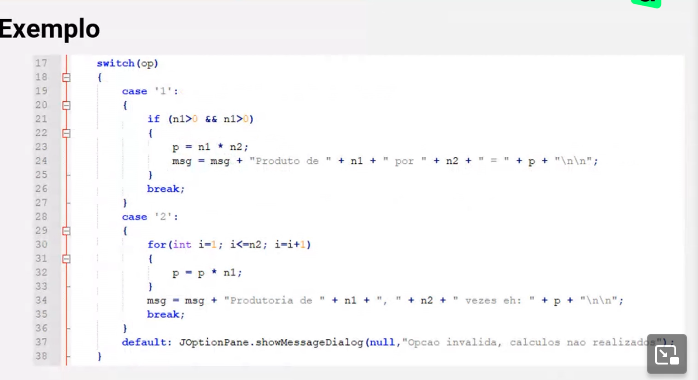 Exemplo
17 switch(op)
18 {
19 case '1':
20 {
21 if (n1>0 && n1>0)
22 {
23 p = n1 * n2;
24 msg = msg + "Produto de " + n1 + " por " + n2 + " = " + p + "\n\n";
25 }
26 break;
27 }
28 case '2':
29 {
30 for(int i=1; i<=n2; i=i+1)
31 {
32 p = p * n1;
33 }
34 msg = msg + "Produtoria de " + n1 + ", " + n2 + " vezes eh: " + p + "\n\n";
35 break;
36 }
37 default: JOptionPane.showMessageDialog(null,"Opcao invalida, calculos nao realizados");
38 }